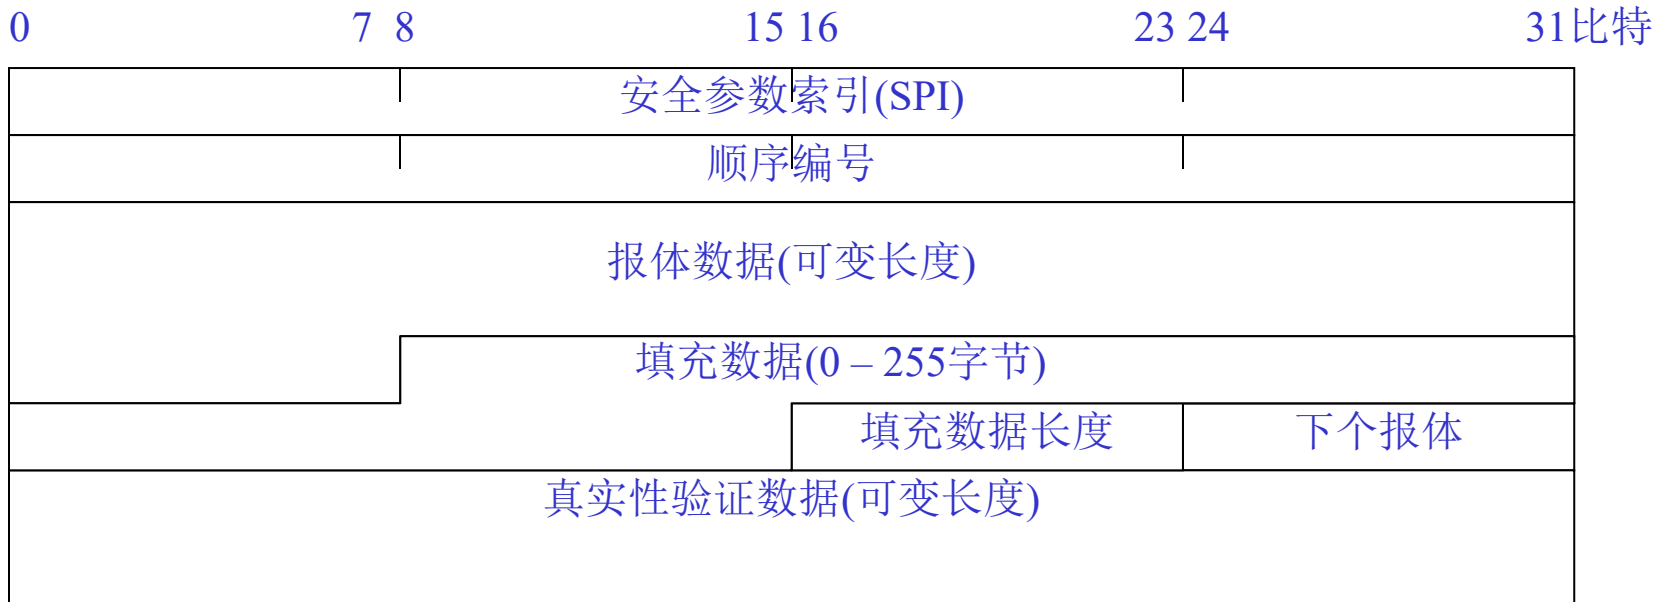 0 7 8 15 16 23 24 31比特
安全参数索引(SPI)
顺序编号
报体数据(可变长度)
填充数据(0 – 255字节)
填充数据长度 下个报体
真实性验证数据(可变长度)